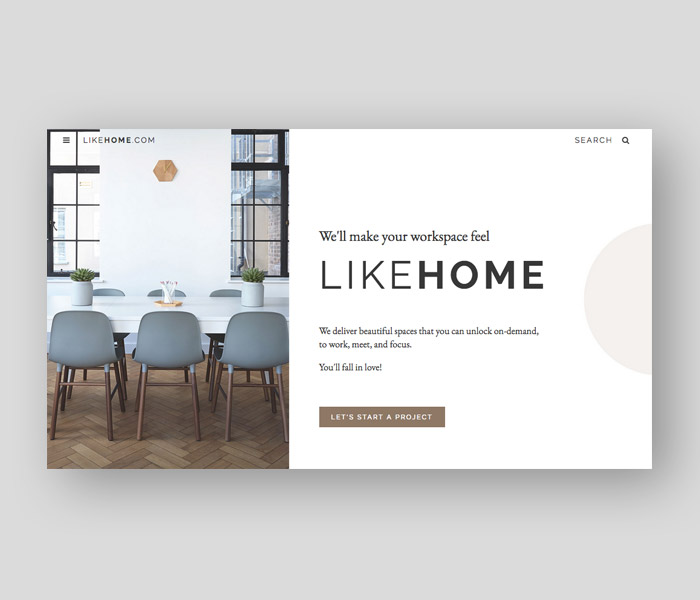 LIKEHOME.COM
SEARCH
We'll make your workspace feel
LIKEHOME
We deliver beautiful spaces that you can unlock on-demand,
to work, meet, and focus.
You'll fall in love!
LET'S START A PROJECT